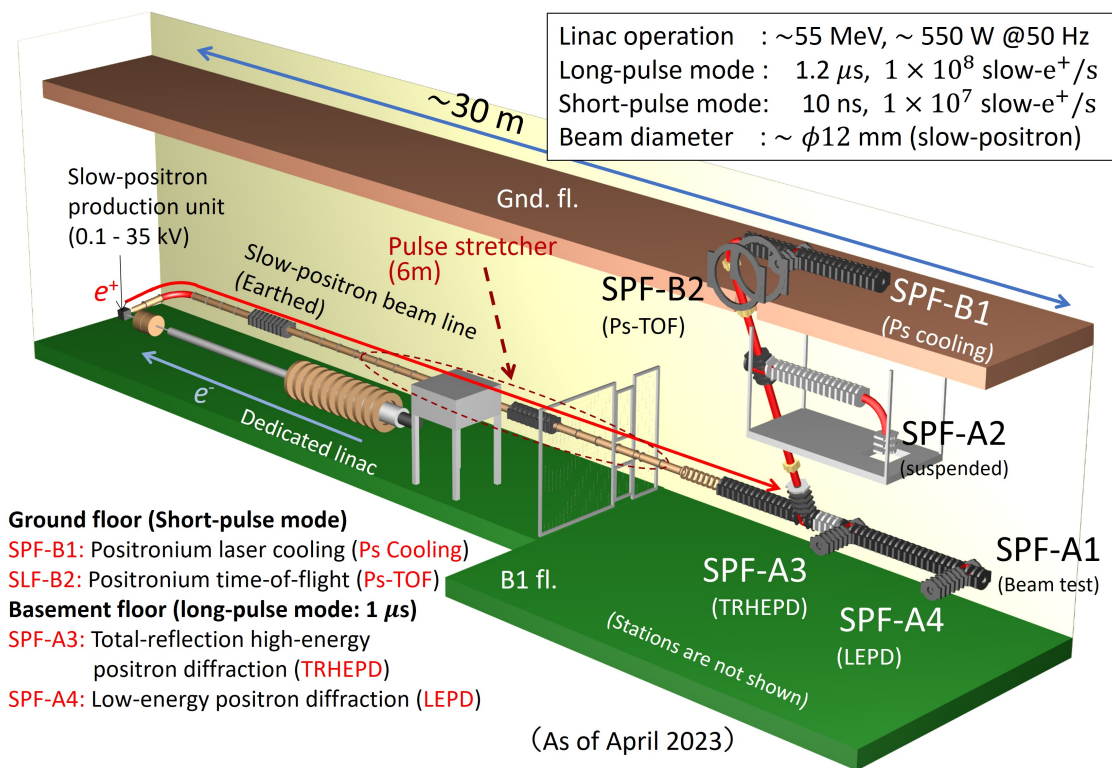 Linac operation : ~55 MeV, ~ 550 W @50 Hz
Long-pulse mode : 1.2 μs, 1 × 10⁸ slow-e⁺/s
Short-pulse mode: 10 ns, 1 × 10⁷ slow-e⁺/s
Beam diameter : ~ ϕ12 mm (slow-positron)
~30 m
Gnd. fl.
Slow-positron
production unit
(0.1 - 35 kV)
Pulse stretcher
(6m)
Slow-positron beam line
(Earthed)
e⁺
e⁻
Dedicated linac
SPF-B2
(Ps-TOF)
SPF-B1
(Ps cooling)
SPF-A2
(suspended)
SPF-A3
(TRHEPD)
SPF-A1
(Beam test)
SPF-A4
(LEPD)
B1 fl.
(Stations are not shown)
Ground floor (Short-pulse mode)
SPF-B1: Positronium laser cooling (Ps Cooling)
SLF-B2: Positronium time-of-flight (Ps-TOF)
Basement floor (long-pulse mode: 1 μs)
SPF-A3: Total-reflection high-energy
positron diffraction (TRHEPD)
SPF-A4: Low-energy positron diffraction (LEPD)
(As of April 2023)